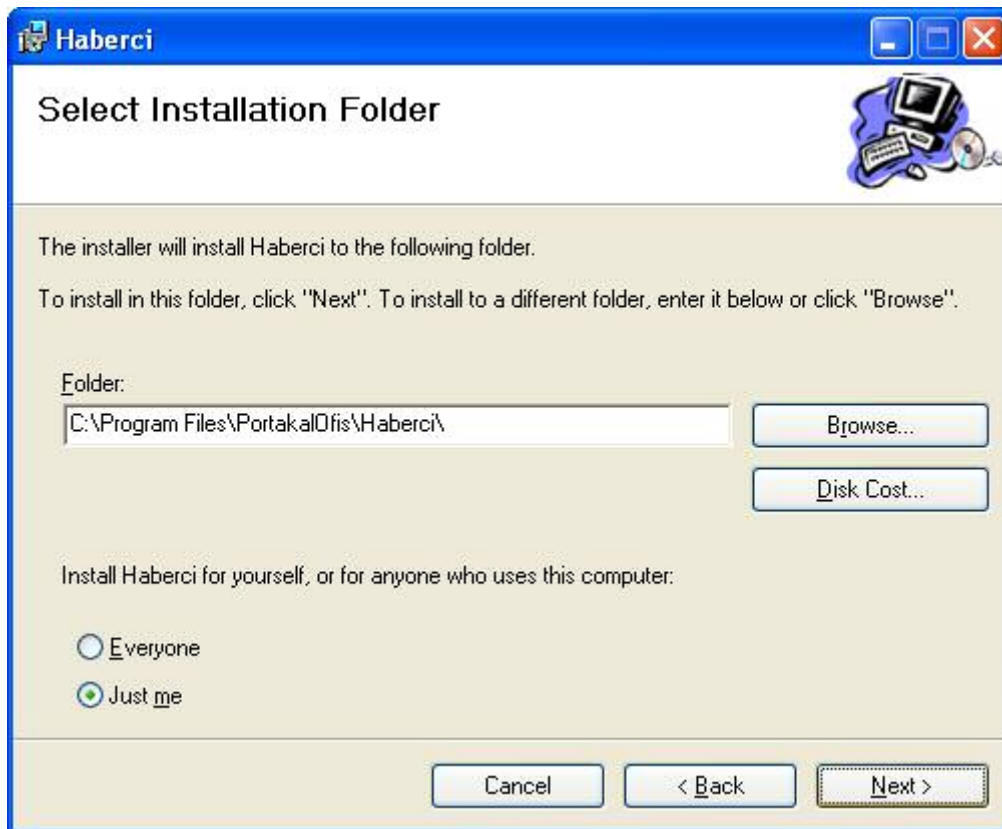 Haberci
Select Installation Folder
The installer will install Haberci to the following folder.
To install in this folder, click "Next". To install to a different folder, enter it below or click "Browse".
Folder:
C:\Program Files\PortakalOfis\Haberci\
Browse...
Disk Cost...
Install Haberci for yourself, or for anyone who uses this computer:
Everyone
Just me
Cancel
< Back
Next >